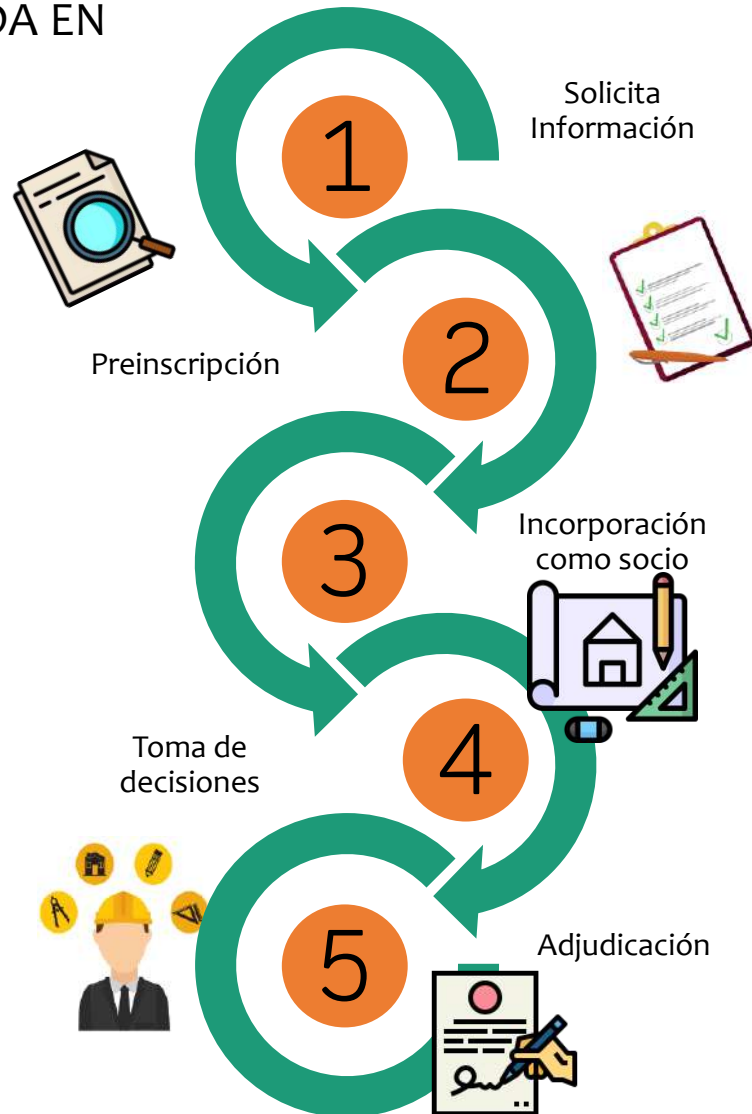 DA EN
1
Solicita
Información
Preinscripción
2
3
Incorporación
como socio
Toma de
decisiones
4
5
Adjudicación